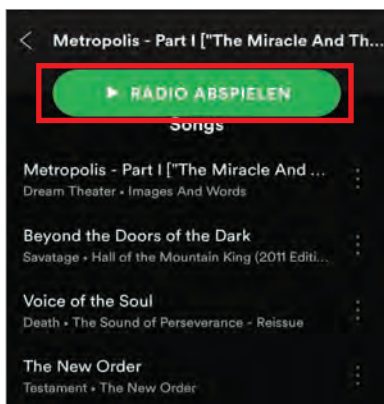 Metropolis - Part I ["The Miracle And Th...
RADIO ABSPIELEN
Songs
Metropolis - Part I ["The Miracle And ...
Dream Theater • Images And Words
Beyond the Doors of the Dark
Savatage • Hall of the Mountain King (2011 Editi...
Voice of the Soul
Death • The Sound of Perseverance - Reissue
The New Order
Testament • The New Order